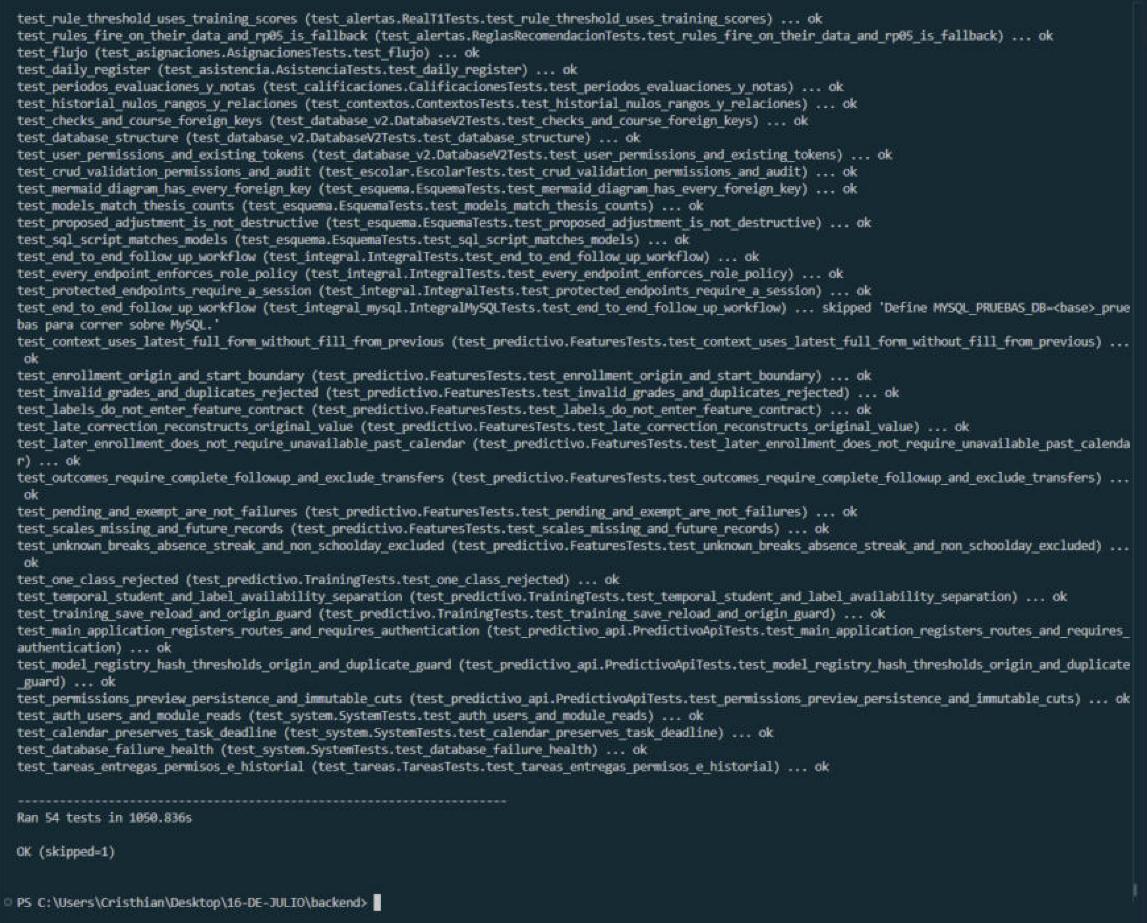 test_rule_threshold_uses_training_scores (test_alertas.RealT1Tests.test_rule_threshold_uses_training_scores) ... ok
test_rules_fire_on_their_data_and_rp05_is_fallback (test_alertas.ReglasRecomendacionTests.test_rules_fire_on_their_data_and_rp05_is_fallback) ... ok
test_flujo (test_asignaciones.AsignacionesTests.test_flujo) ... ok
test_daily_register (test_asistencia.AsistenciaTests.test_daily_register) ... ok
test_periodos_evaluaciones_y_notas (test_calificaciones.CalificacionesTests.test_periodos_evaluaciones_y_notas) ... ok
test_historial_nulos_rangos_y_relaciones (test_contextos.ContextosTests.test_historial_nulos_rangos_y_relaciones) ... ok
test_checks_and_course_foreign_keys (test_database_v2.DatabaseV2Tests.test_checks_and_course_foreign_keys) ... ok
test_database_structure (test_database_v2.DatabaseV2Tests.test_database_structure) ... ok
test_user_permissions_and_existing_tokens (test_database_v2.DatabaseV2Tests.test_user_permissions_and_existing_tokens) ... ok
test_crud_validation_permissions_and_audit (test_escolar.EscolarTests.test_crud_validation_permissions_and_audit) ... ok
test_mermaid_diagram_has_every_foreign_key (test_esquema.EsquemaTests.test_mermaid_diagram_has_every_foreign_key) ... ok
test_models_match_thesis_counts (test_esquema.EsquemaTests.test_models_match_thesis_counts) ... ok
test_proposed_adjustment_is_not_destructive (test_esquema.EsquemaTests.test_proposed_adjustment_is_not_destructive) ... ok
test_sql_script_matches_models (test_esquema.EsquemaTests.test_sql_script_matches_models) ... ok
test_end_to_end_follow_up_workflow (test_integral.IntegralTests.test_end_to_end_follow_up_workflow) ... ok
test_every_endpoint_enforces_role_policy (test_integral.IntegralTests.test_every_endpoint_enforces_role_policy) ... ok
test_protected_endpoints_require_a_session (test_integral.IntegralTests.test_protected_endpoints_require_a_session) ... ok
test_end_to_end_follow_up_workflow (test_integral_mysql.IntegralMySQLTests.test_end_to_end_follow_up_workflow) ... skipped 'Define MYSQL_PRUEBAS_DB=<base>_prue
bas para correr sobre MySQL.'
test_context_uses_latest_full_form_without_fill_from_previous (test_predictivo.FeaturesTests.test_context_uses_latest_full_form_without_fill_from_previous) ...
ok
test_enrollment_origin_and_start_boundary (test_predictivo.FeaturesTests.test_enrollment_origin_and_start_boundary) ... ok
test_invalid_grades_and_duplicates_rejected (test_predictivo.FeaturesTests.test_invalid_grades_and_duplicates_rejected) ... ok
test_labels_do_not_enter_feature_contract (test_predictivo.FeaturesTests.test_labels_do_not_enter_feature_contract) ... ok
test_late_correction_reconstructs_original_value (test_predictivo.FeaturesTests.test_late_correction_reconstructs_original_value) ... ok
test_later_enrollment_does_not_require_unavailable_past_calendar (test_predictivo.FeaturesTests.test_later_enrollment_does_not_require_unavailable_past_calenda
r) ... ok
test_outcomes_require_complete_followup_and_exclude_transfers (test_predictivo.FeaturesTests.test_outcomes_require_complete_followup_and_exclude_transfers) ...
ok
test_pending_and_exempt_are_not_failures (test_predictivo.FeaturesTests.test_pending_and_exempt_are_not_failures) ... ok
test_scales_missing_and_future_records (test_predictivo.FeaturesTests.test_scales_missing_and_future_records) ... ok
test_unknown_breaks_absence_streak_and_non_schoolday_excluded (test_predictivo.FeaturesTests.test_unknown_breaks_absence_streak_and_non_schoolday_excluded) ...
ok
test_one_class_rejected (test_predictivo.TrainingTests.test_one_class_rejected) ... ok
test_temporal_student_and_label_availability_separation (test_predictivo.TrainingTests.test_temporal_student_and_label_availability_separation) ... ok
test_training_save_reload_and_origin_guard (test_predictivo.TrainingTests.test_training_save_reload_and_origin_guard) ... ok
test_main_application_registers_routes_and_requires_authentication (test_predictivo_api.PredictivoApiTests.test_main_application_registers_routes_and_requires_
authentication) ... ok
test_model_registry_hash_thresholds_origin_and_duplicate_guard (test_predictivo_api.PredictivoApiTests.test_model_registry_hash_thresholds_origin_and_duplicate
_guard) ... ok
test_permissions_preview_persistence_and_immutable_cuts (test_predictivo_api.PredictivoApiTests.test_permissions_preview_persistence_and_immutable_cuts) ... ok
test_auth_users_and_module_reads (test_system.SystemTests.test_auth_users_and_module_reads) ... ok
test_calendar_preserves_task_deadline (test_system.SystemTests.test_calendar_preserves_task_deadline) ... ok
test_database_failure_health (test_system.SystemTests.test_database_failure_health) ... ok
test_tareas_entregas_permisos_e_historial (test_tareas.TareasTests.test_tareas_entregas_permisos_e_historial) ... ok
----------------------------------------------------------------------
Ran 54 tests in 1050.836s
OK (skipped=1)
PS C:\Users\Cristhian\Desktop\16-DE-JULIO\backend>